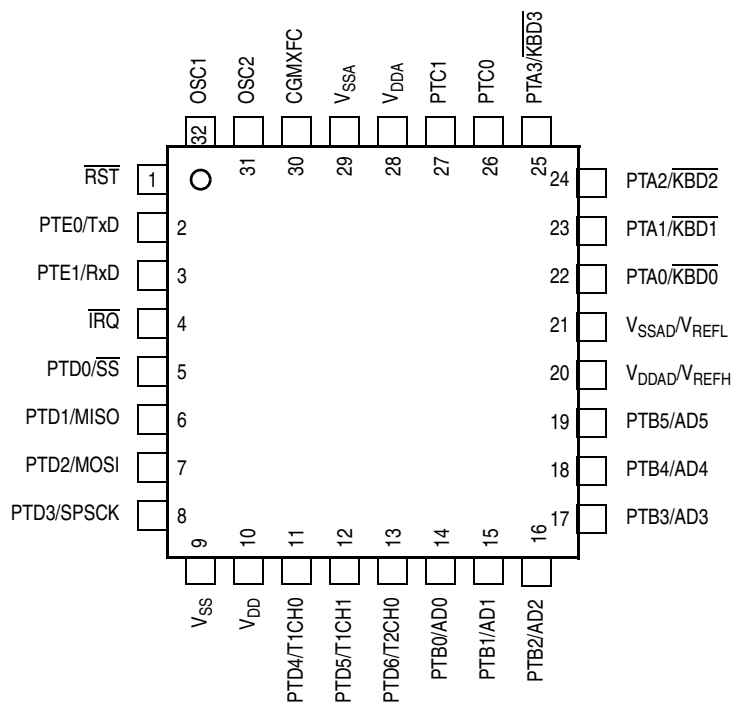 OSC1
OSC2
CGMXFC
VSSA
VDDA
PTC1
PTC0
PTA3/KBD3
32
31
30
29
28
27
26
25
RST
1
PTE0/TxD
2
PTE1/RxD
3
IRQ
4
PTD0/SS
5
PTD1/MISO
6
PTD2/MOSI
7
PTD3/SPSCK
8
24
PTA2/KBD2
23
PTA1/KBD1
22
PTA0/KBD0
21
VSSAD/VREFL
20
VDDAD/VREFH
19
PTB5/AD5
18
PTB4/AD4
17
PTB3/AD3
9
10
11
12
13
14
15
16
VSS
VDD
PTD4/T1CH0
PTD5/T1CH1
PTD6/T2CH0
PTB0/AD0
PTB1/AD1
PTB2/AD2